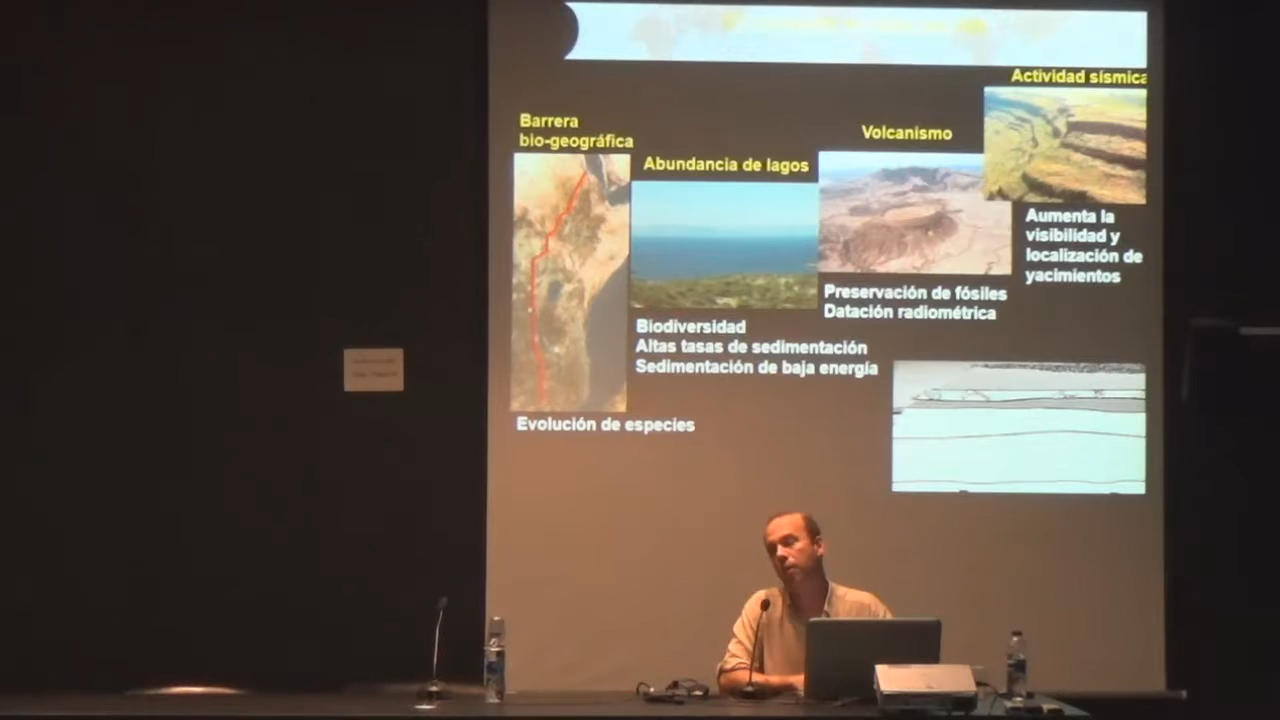 Actividad sísmica
Barrera
bio-geográfica
Volcanismo
Abundancia de lagos
Aumenta la
visibilidad y
localización de
yacimientos
Preservación de fósiles
Datación radiométrica
Biodiversidad
Altas tasas de sedimentación
Sedimentación de baja energía
Evolución de especies